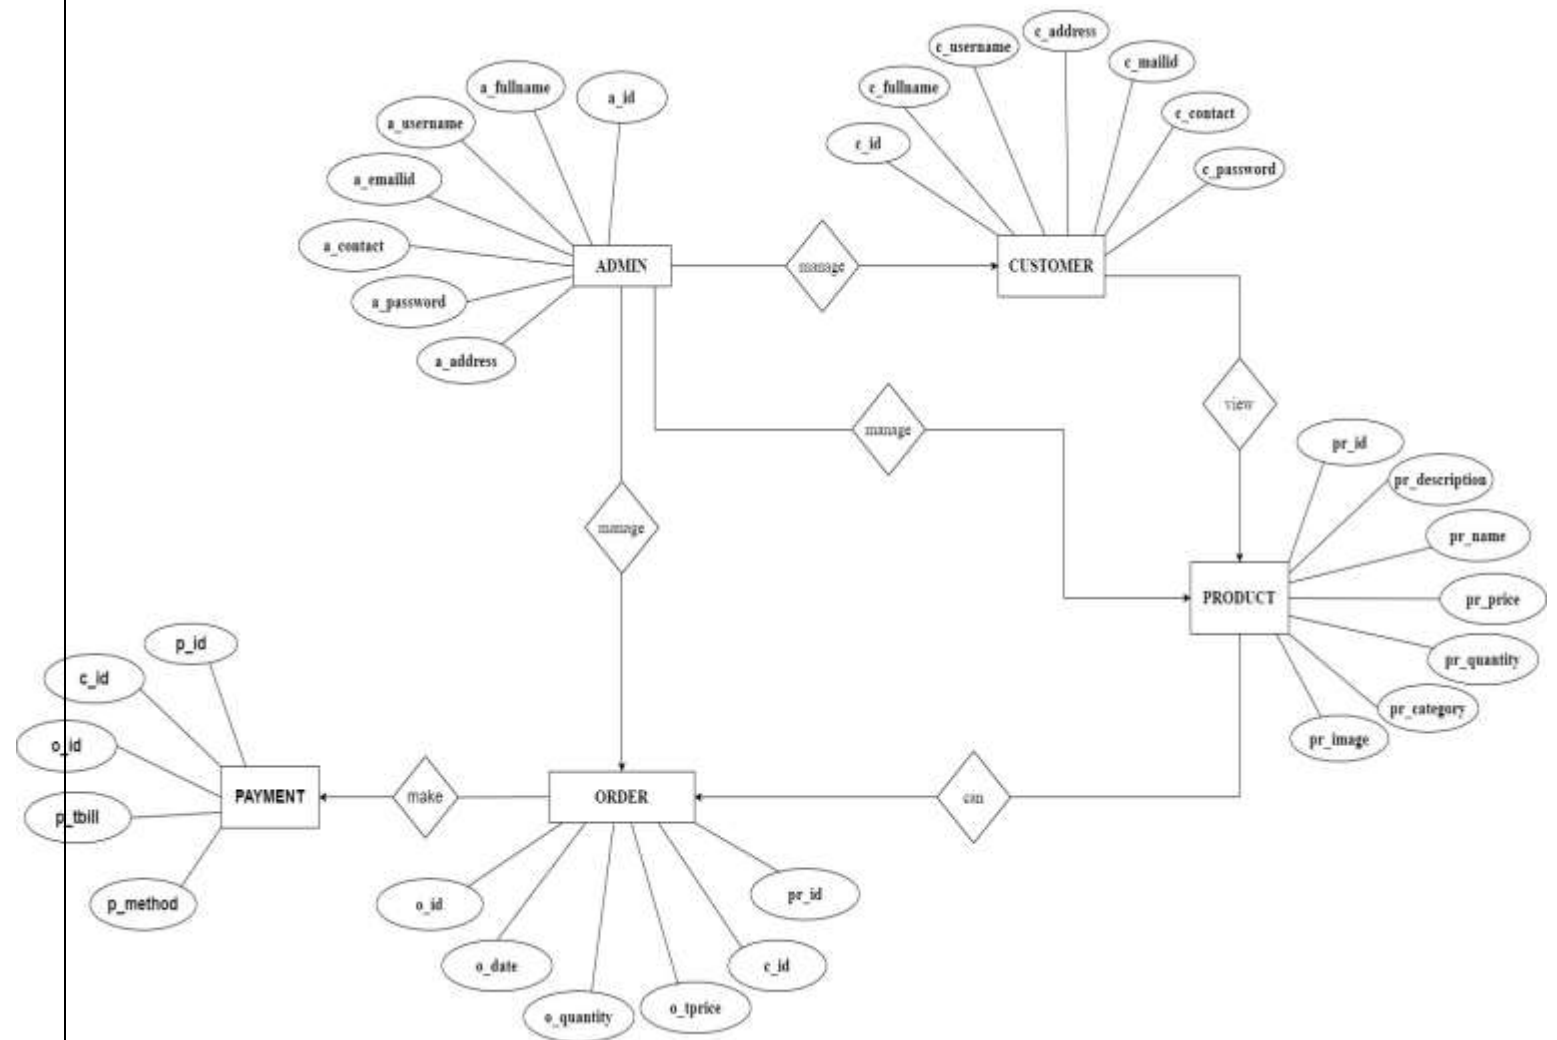 c_address
c_username
c_mailid
a_fullname
c_fullname
a_id
c_contact
a_username
c_id
c_password
a_emailid
a_contact
ADMIN
manage
CUSTOMER
a_password
a_address
view
manage
pr_id
pr_description
manage
pr_name
PRODUCT
pr_price
p_id
pr_quantity
c_id
pr_category
pr_image
o_id
PAYMENT
make
ORDER
can
p_tbill
pr_id
p_method
o_id
o_date
c_id
o_tprice
o_quantity